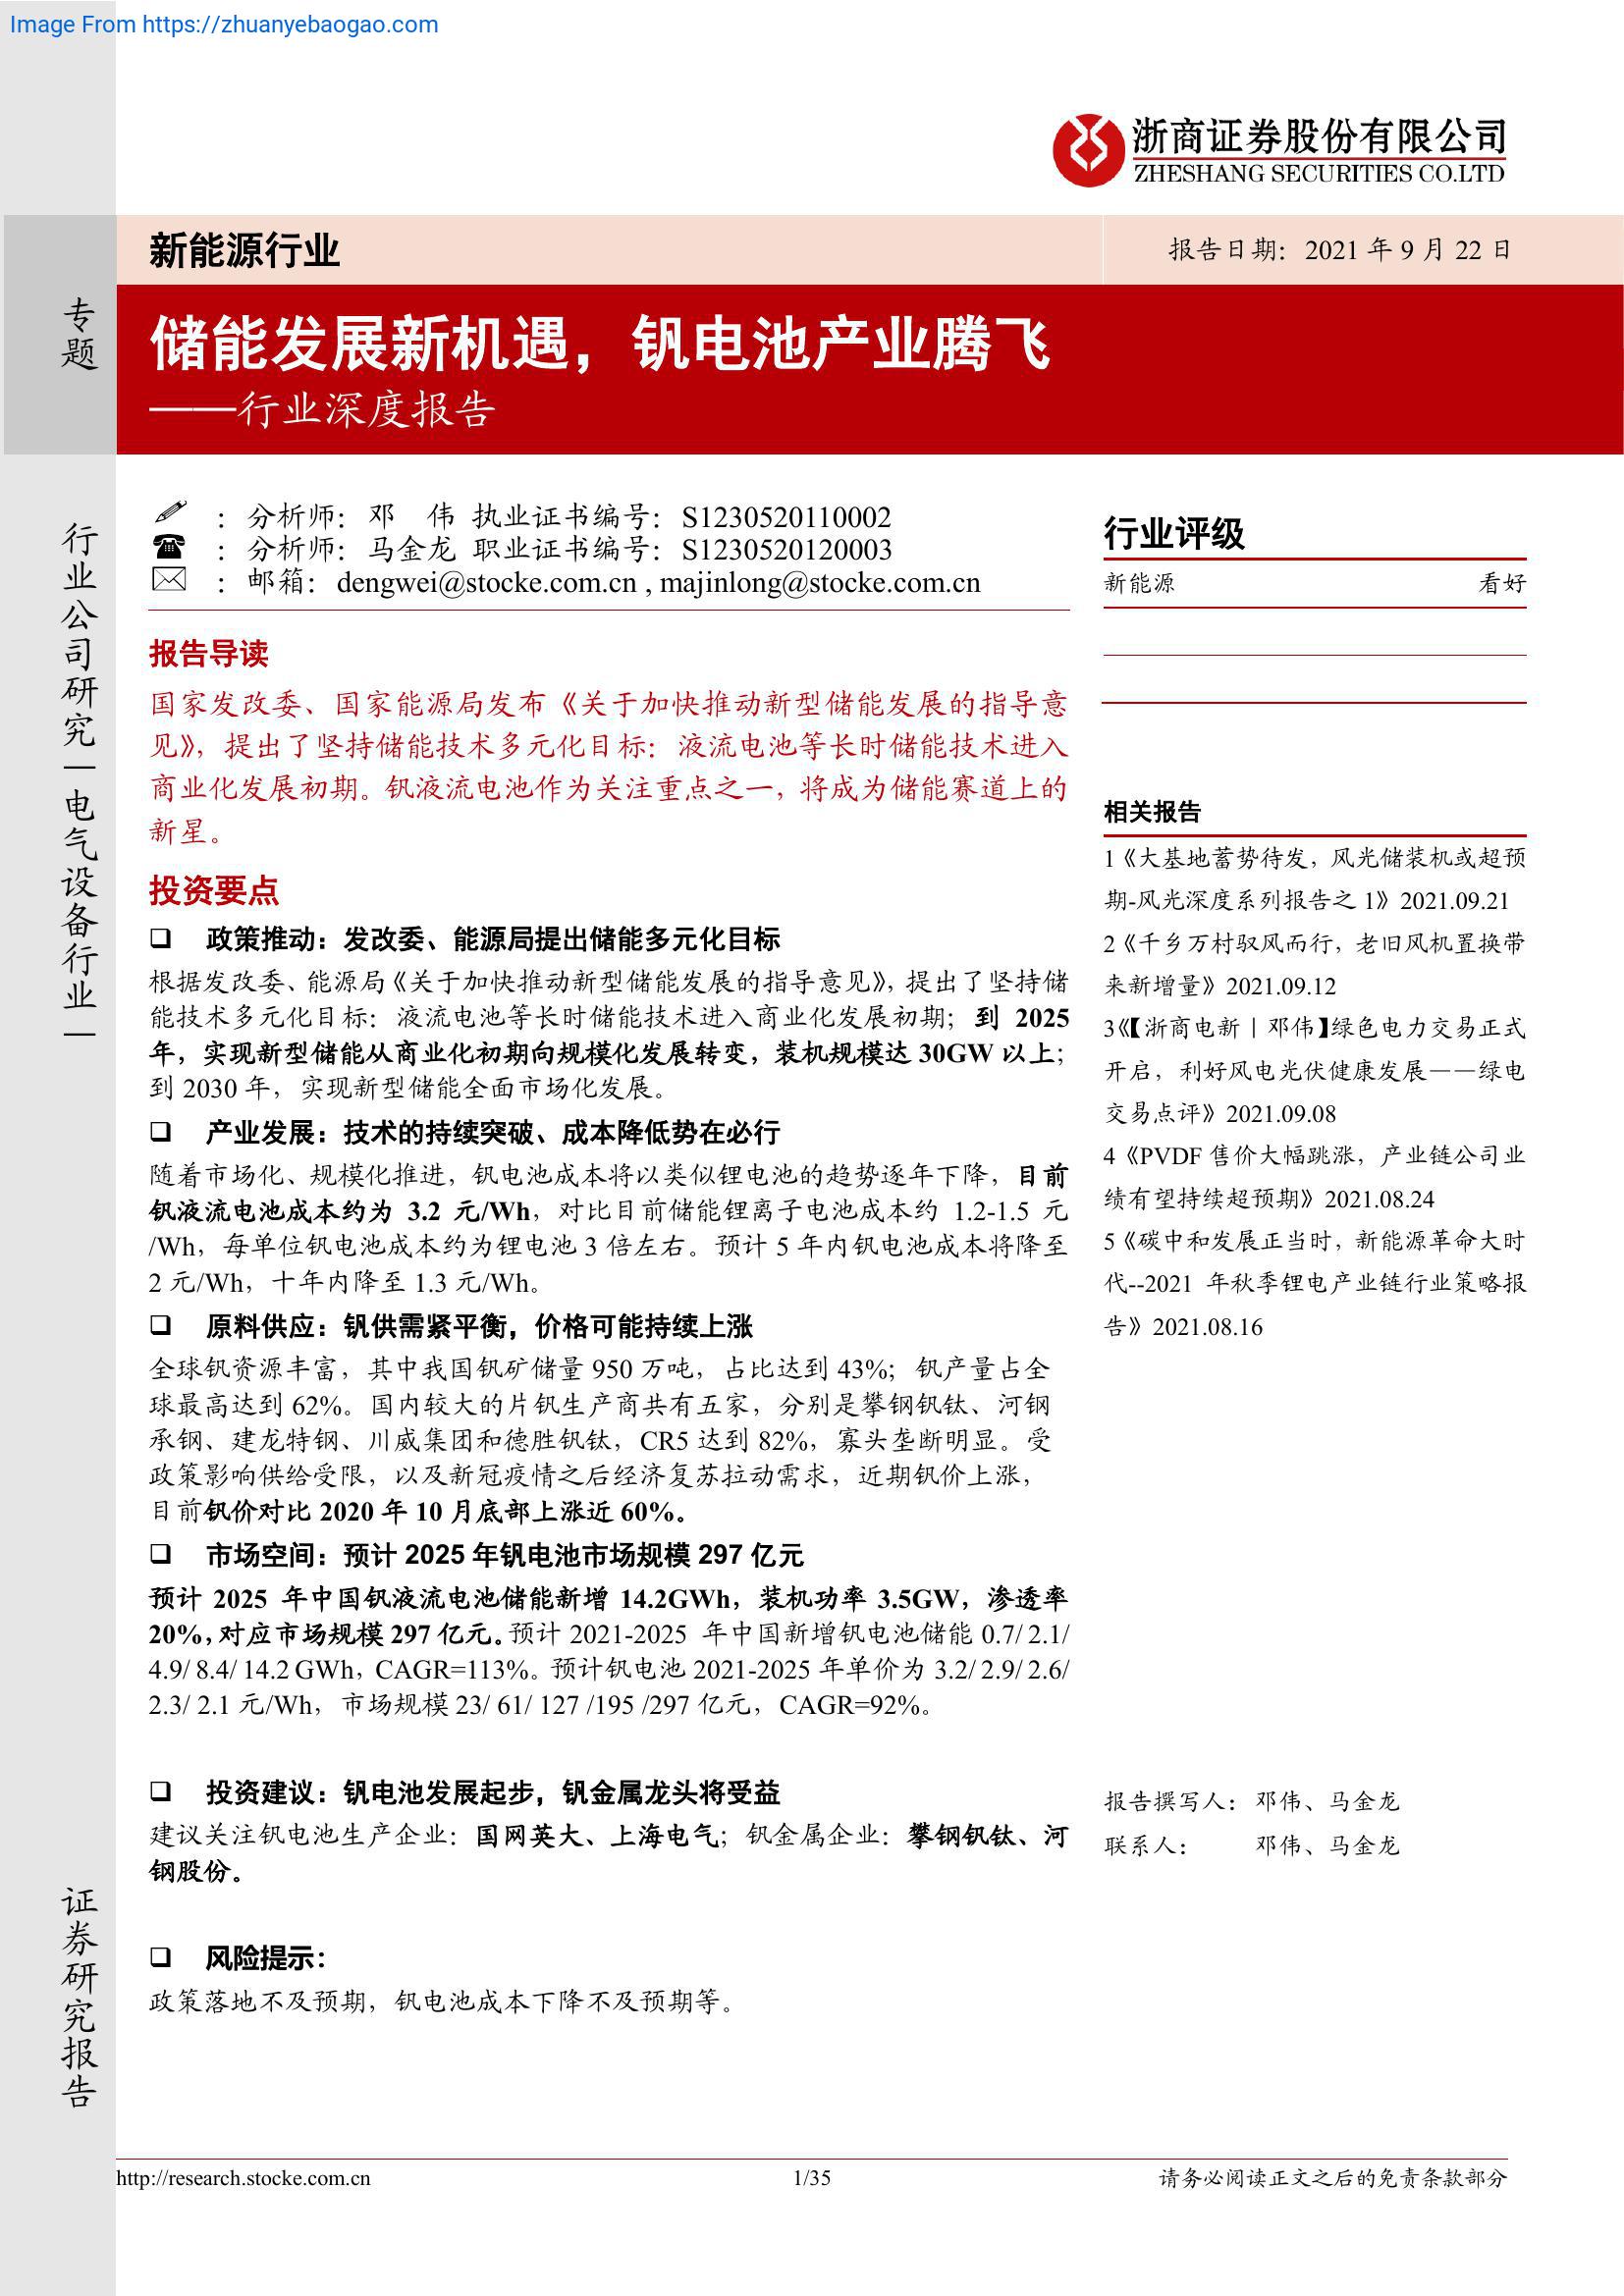 Image From https://zhuanyebaogao.com
浙商证券股份有限公司
ZHESHANG SECURITIES CO.LTD
新能源行业
报告日期：2021 年 9 月 22 日
专题
储能发展新机遇，钒电池产业腾飞
——行业深度报告
行业公司研究｜电气设备行业｜
：分析师：邓 伟 执业证书编号：S1230520110002
：分析师：马金龙 职业证书编号：S1230520120003
：邮箱：dengwei@stocke.com.cn , majinlong@stocke.com.cn
报告导读
国家发改委、国家能源局发布《关于加快推动新型储能发展的指导意
见》，提出了坚持储能技术多元化目标：液流电池等长时储能技术进入
商业化发展初期。钒液流电池作为关注重点之一，将成为储能赛道上的
新星。
投资要点
❑ 政策推动：发改委、能源局提出储能多元化目标
根据发改委、能源局《关于加快推动新型储能发展的指导意见》，提出了坚持储
能技术多元化目标：液流电池等长时储能技术进入商业化发展初期；到 2025
年，实现新型储能从商业化初期向规模化发展转变，装机规模达 30GW 以上；
到 2030 年，实现新型储能全面市场化发展。
❑ 产业发展：技术的持续突破、成本降低势在必行
随着市场化、规模化推进，钒电池成本将以类似锂电池的趋势逐年下降，目前
钒液流电池成本约为 3.2 元/Wh，对比目前储能锂离子电池成本约 1.2-1.5 元
/Wh，每单位钒电池成本约为锂电池 3 倍左右。预计 5 年内钒电池成本将降至
2 元/Wh，十年内降至 1.3 元/Wh。
❑ 原料供应：钒供需紧平衡，价格可能持续上涨
全球钒资源丰富，其中我国钒矿储量 950 万吨，占比达到 43%；钒产量占全
球最高达到 62%。国内较大的片钒生产商共有五家，分别是攀钢钒钛、河钢
承钢、建龙特钢、川威集团和德胜钒钛，CR5 达到 82%，寡头垄断明显。受
政策影响供给受限，以及新冠疫情之后经济复苏拉动需求，近期钒价上涨，
目前钒价对比 2020 年 10 月底部上涨近 60%。
❑ 市场空间：预计 2025 年钒电池市场规模 297 亿元
预计 2025 年中国钒液流电池储能新增 14.2GWh，装机功率 3.5GW，渗透率
20%，对应市场规模 297 亿元。预计 2021-2025 年中国新增钒电池储能 0.7/ 2.1/
4.9/ 8.4/ 14.2 GWh，CAGR=113%。预计钒电池 2021-2025 年单价为 3.2/ 2.9/ 2.6/
2.3/ 2.1 元/Wh，市场规模 23/ 61/ 127 /195 /297 亿元，CAGR=92%。
❑ 投资建议：钒电池发展起步，钒金属龙头将受益
建议关注钒电池生产企业：国网英大、上海电气；钒金属企业：攀钢钒钛、河
钢股份。
❑ 风险提示：
政策落地不及预期，钒电池成本下降不及预期等。
行业评级
新能源 看好
相关报告
1《大基地蓄势待发，风光储装机或超预
期-风光深度系列报告之 1》2021.09.21
2《千乡万村驭风而行，老旧风机置换带
来新增量》2021.09.12
3《【浙商电新｜邓伟】绿色电力交易正式
开启，利好风电光伏健康发展——绿电
交易点评》2021.09.08
4《PVDF 售价大幅跳涨，产业链公司业
绩有望持续超预期》2021.08.24
5《碳中和发展正当时，新能源革命大时
代--2021 年秋季锂电产业链行业策略报
告》2021.08.16
报告撰写人：邓伟、马金龙
联系人： 邓伟、马金龙
证券研究报告
http://research.stocke.com.cn
1/35
请务必阅读正文之后的免责条款部分